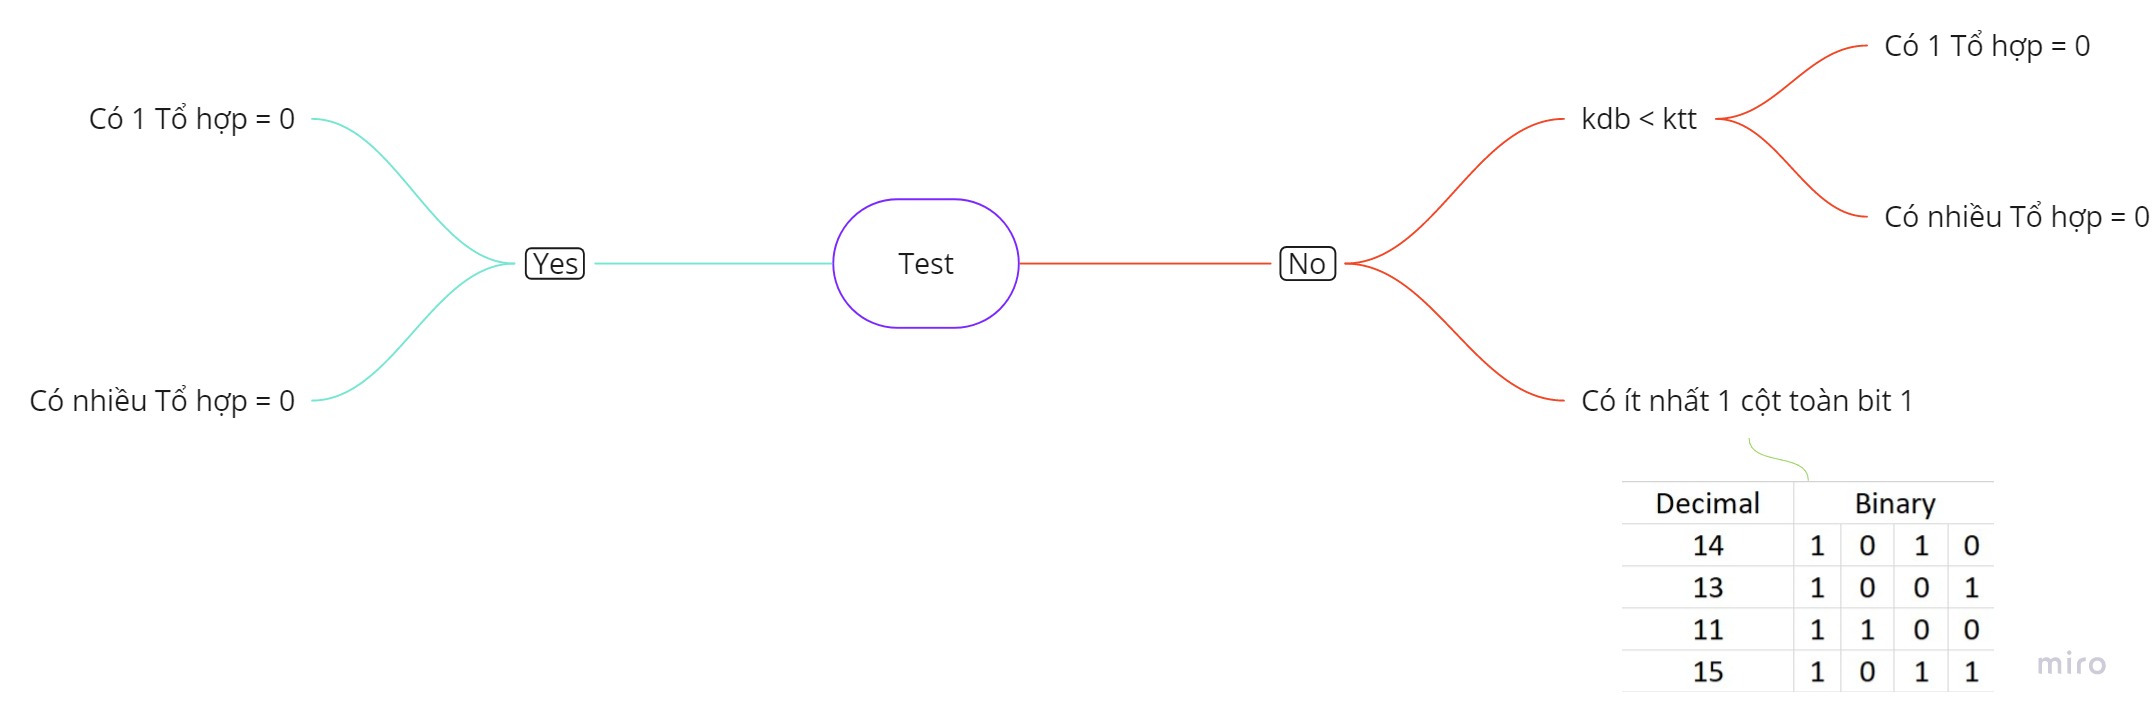 Có 1 Tổ hợp = 0
Có nhiều Tổ hợp = 0
Yes
Test
No
kdb < ktt
Có 1 Tổ hợp = 0
Có nhiều Tổ hợp = 0
Có ít nhất 1 cột toàn bit 1
Decimal Binary
14 1 0 1 0
13 1 0 0 1
11 1 1 0 0
15 1 0 1 1
miro